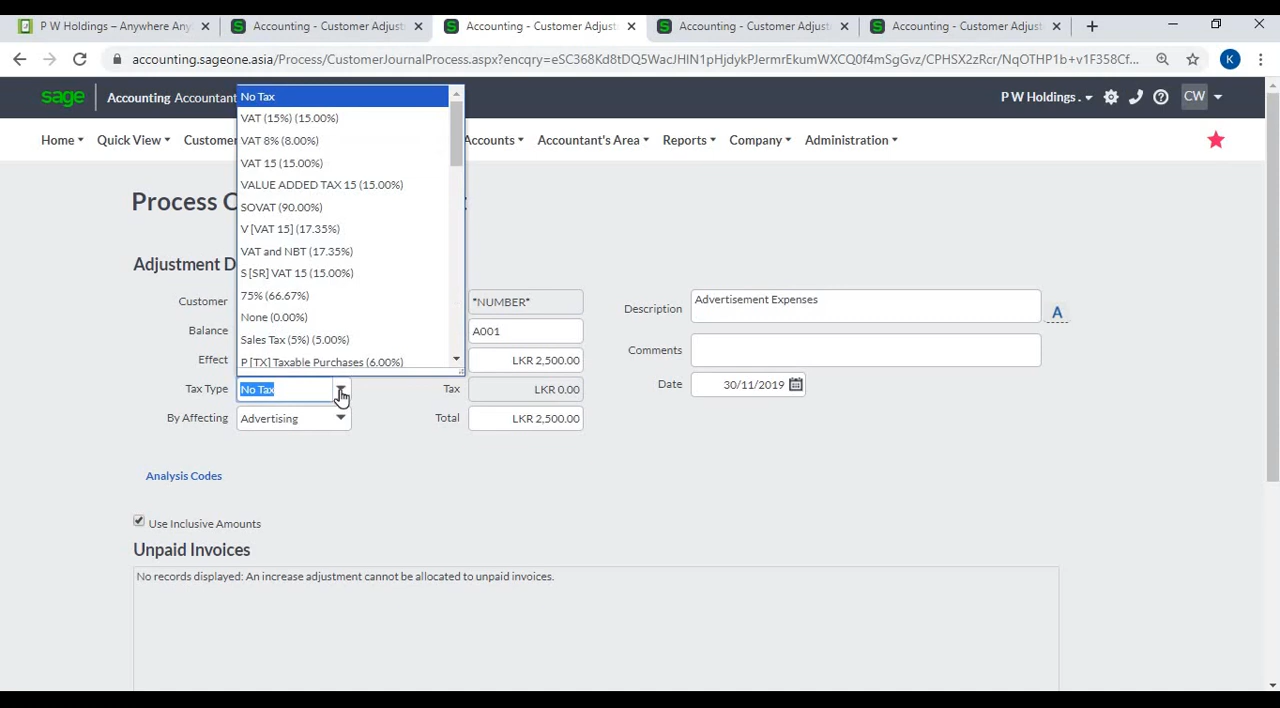 P W Holdings – Anywhere Any
Accounting - Customer Adjust
Accounting - Customer Adjust
Accounting - Customer Adjust
Accounting - Customer Adjust
accounting.sageone.asia/Process/CustomerJournalProcess.aspx?encqry=eSC368Kd8tDQ5WacJHIN1pHjdykPJermrEkumWXCQ0f4mSgGvz/CPHSX2zRcr/NqOTHP1b+v1F358Cf...
K
sage
Accounting Accountant
P W Holdings .
CW
Home
Quick View
Customer
Accounts
Accountant's Area
Reports
Company
Administration
No Tax
VAT (15%) (15.00%)
VAT 8% (8.00%)
VAT 15 (15.00%)
VALUE ADDED TAX 15 (15.00%)
SOVAT (90.00%)
V [VAT 15] (17.35%)
VAT and NBT (17.35%)
S [SR] VAT 15 (15.00%)
75% (66.67%)
None (0.00%)
Sales Tax (5%) (5.00%)
P [TX] Taxable Purchases (6.00%)
Process C
Adjustment D
Customer
*NUMBER*
Description
Advertisement Expenses
A
Balance
A001
Comments
Effect
LKR 2,500.00
Tax Type
No Tax
Tax
LKR 0.00
Date
30/11/2019
By Affecting
Advertising
Total
LKR 2,500.00
Analysis Codes
Use Inclusive Amounts
Unpaid Invoices
No records displayed: An increase adjustment cannot be allocated to unpaid invoices.